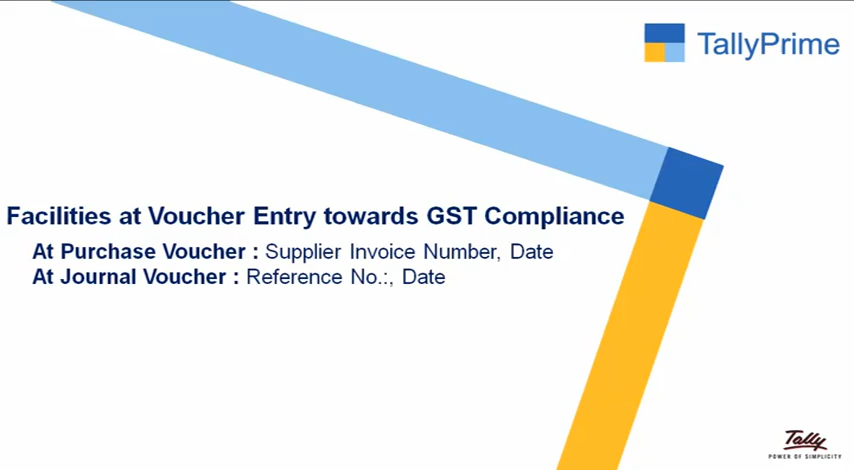 TallyPrime
Facilities at Voucher Entry towards GST Compliance
At Purchase Voucher : Supplier Invoice Number, Date
At Journal Voucher : Reference No.:, Date
Tally
POWER OF SIMPLICITY